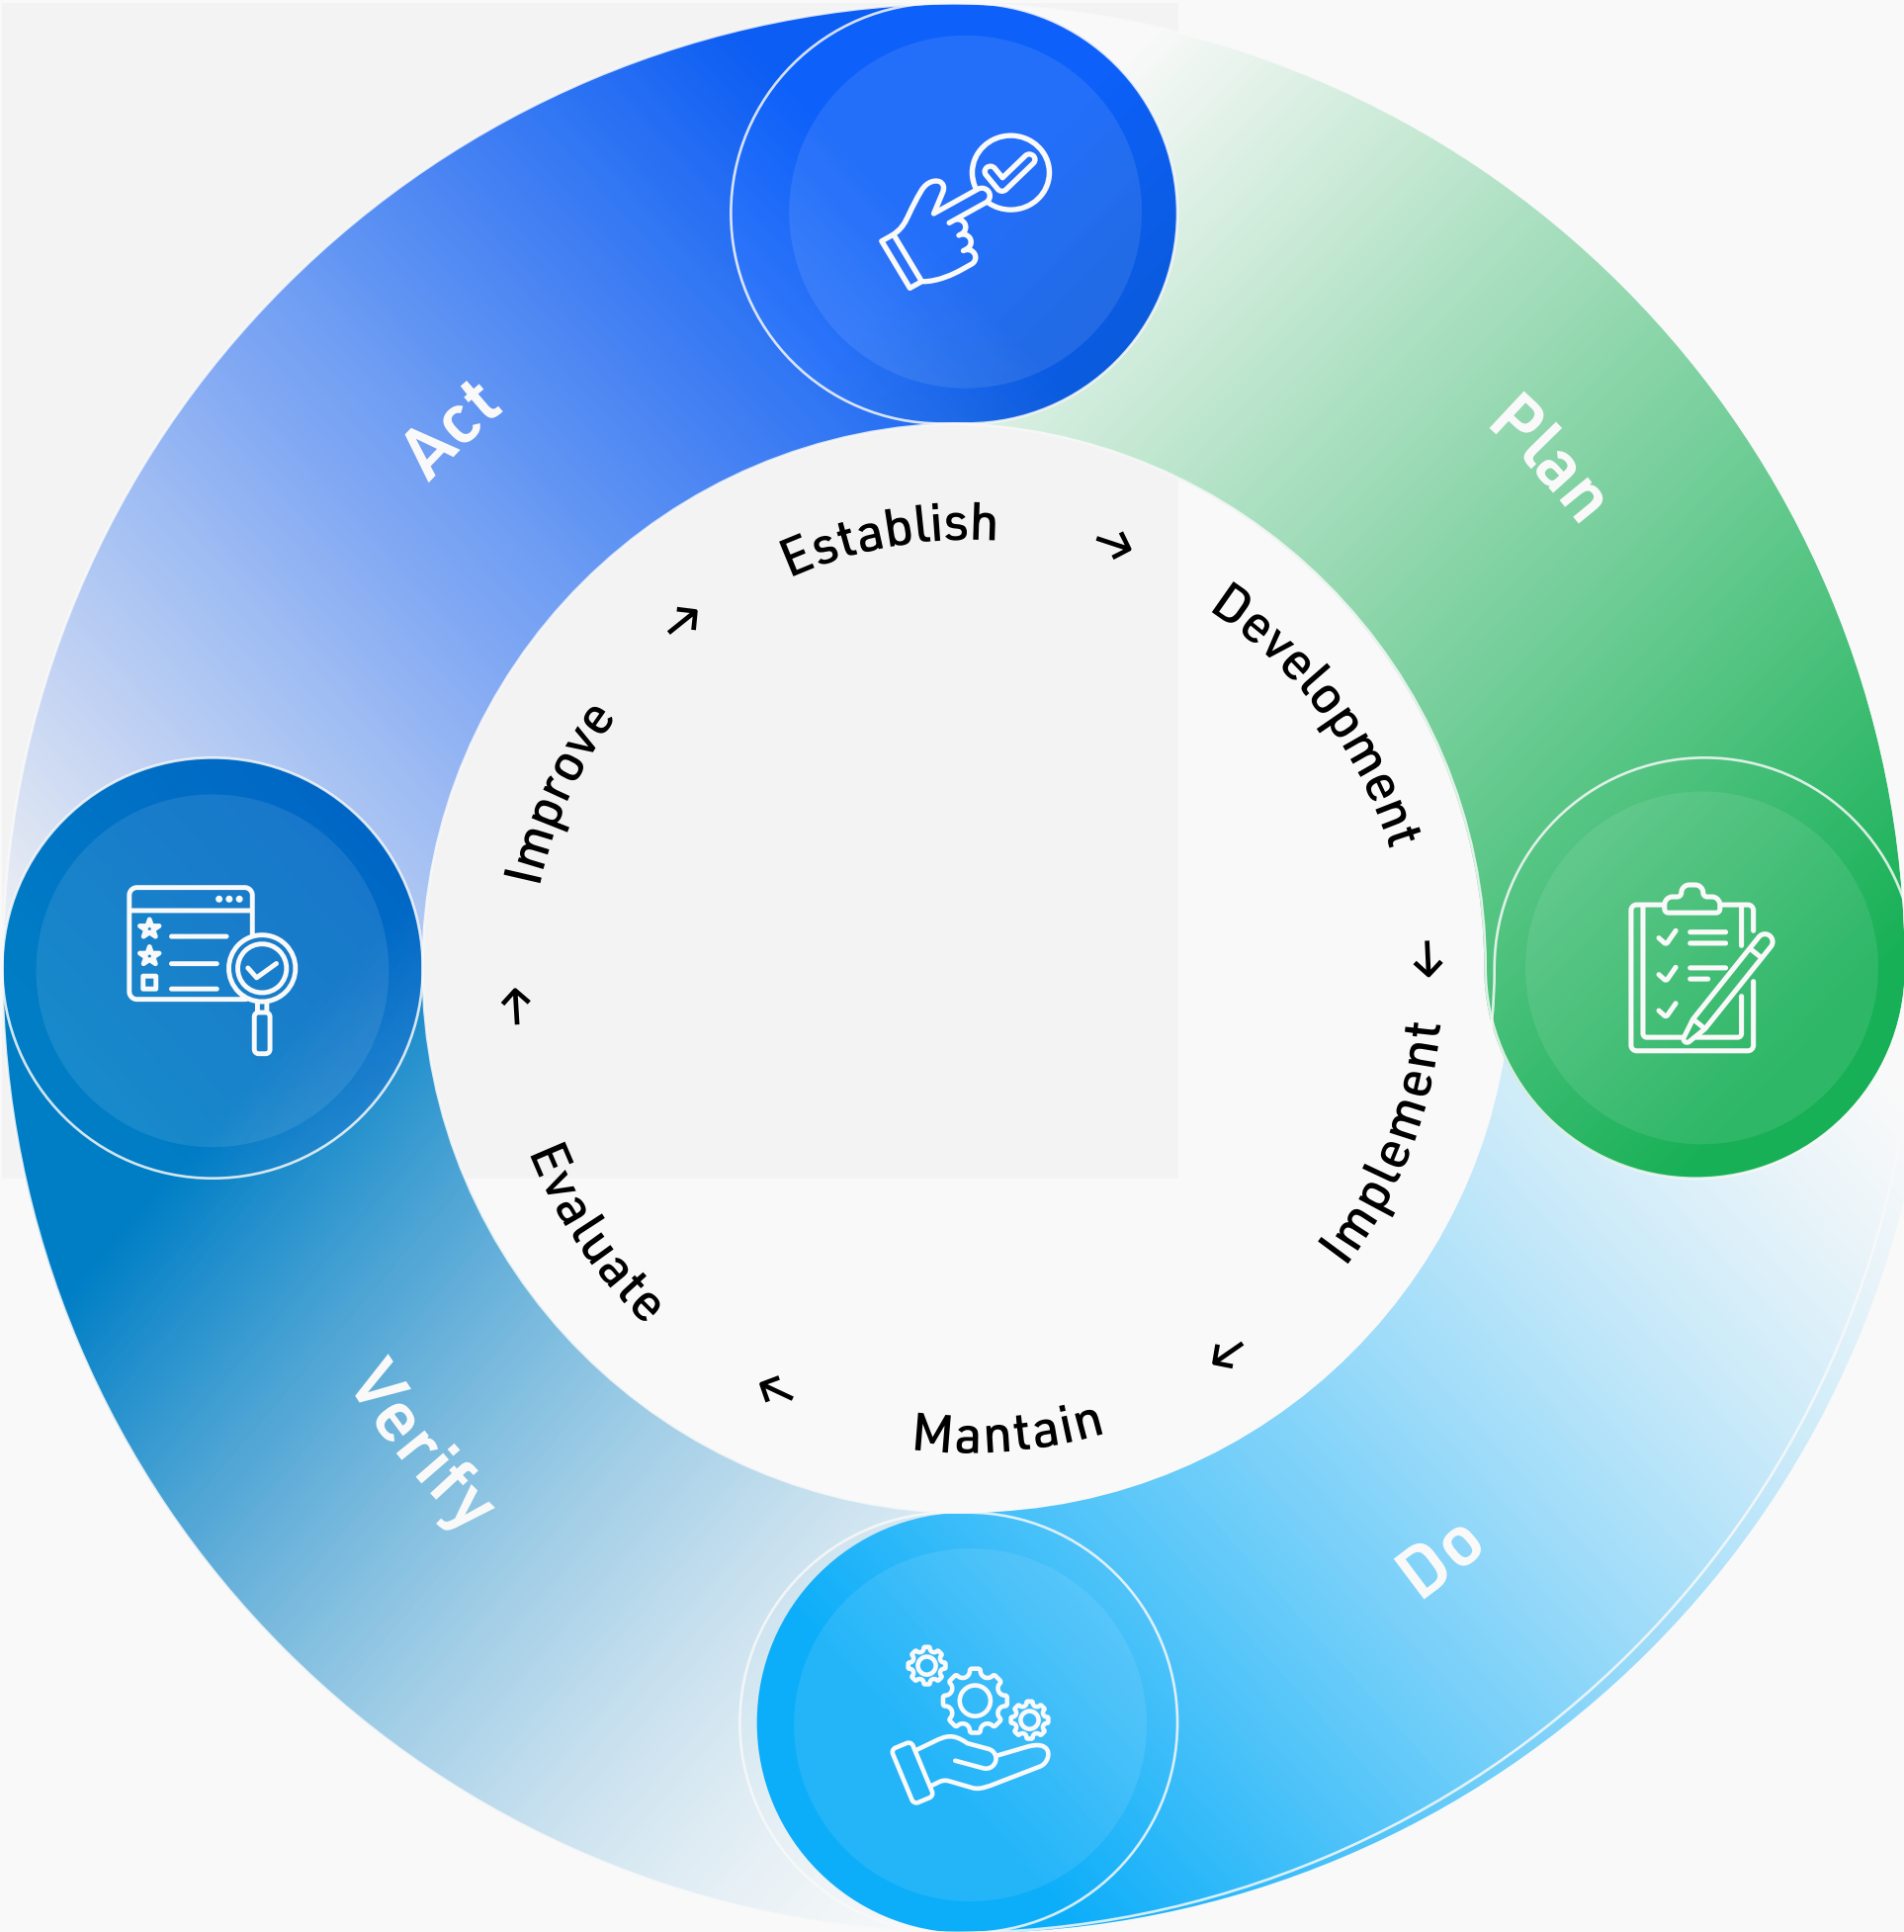 Act
Plan
Establish
Development
Improve
Implement
Evaluate
Mantain
Verify
Do